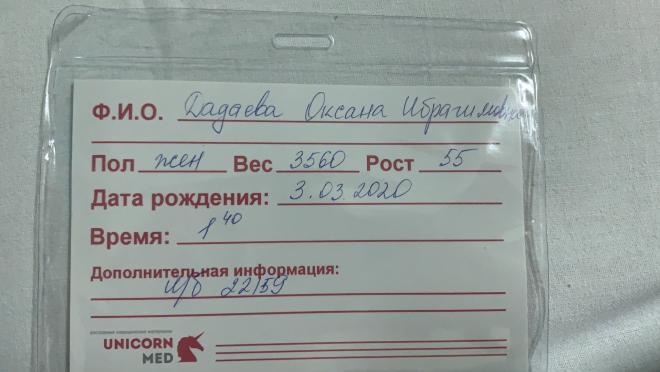 Ф.И.О. Дадаева Оксана Ибрагимовна
Пол жен Вес 3560 Рост 55
Дата рождения: 3.03.2020
Время: 1 40
Дополнительная информация:
и/б 22/59
UNICORN
MED